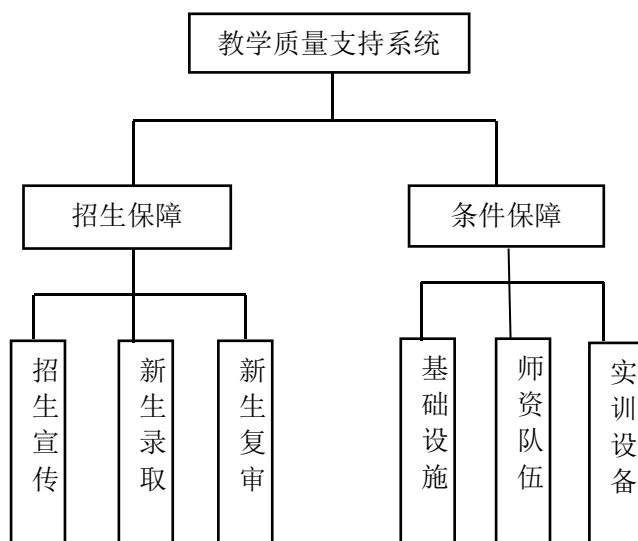 教学质量支持系统
招生保障
条件保障
招生宣传
新生录取
新生复审
基础设施
师资队伍
实训设备